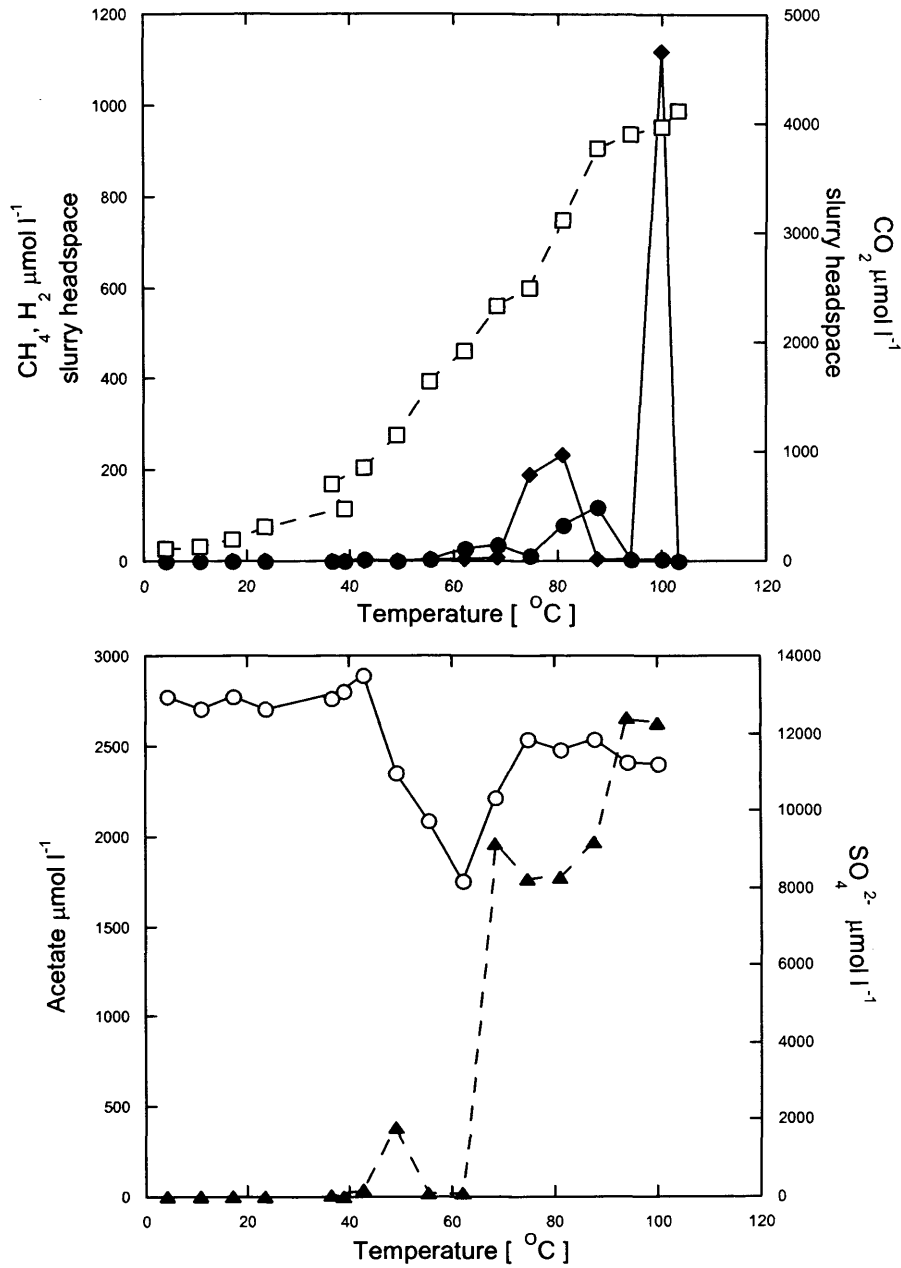 1200
1000
800
600
400
200
0
5000
4000
3000
2000
1000
0
0 20 40 60 80 100 120
CH₄, H₂ μmol l⁻¹
slurry headspace
CO₂ μmol l⁻¹
slurry headspace
Temperature [ °C]
3000
2500
2000
1500
1000
500
0
14000
12000
10000
8000
6000
4000
2000
0
0 20 40 60 80 100 120
Acetate μmol l⁻¹
SO₄²⁻ μmol l⁻¹
Temperature [ °C]